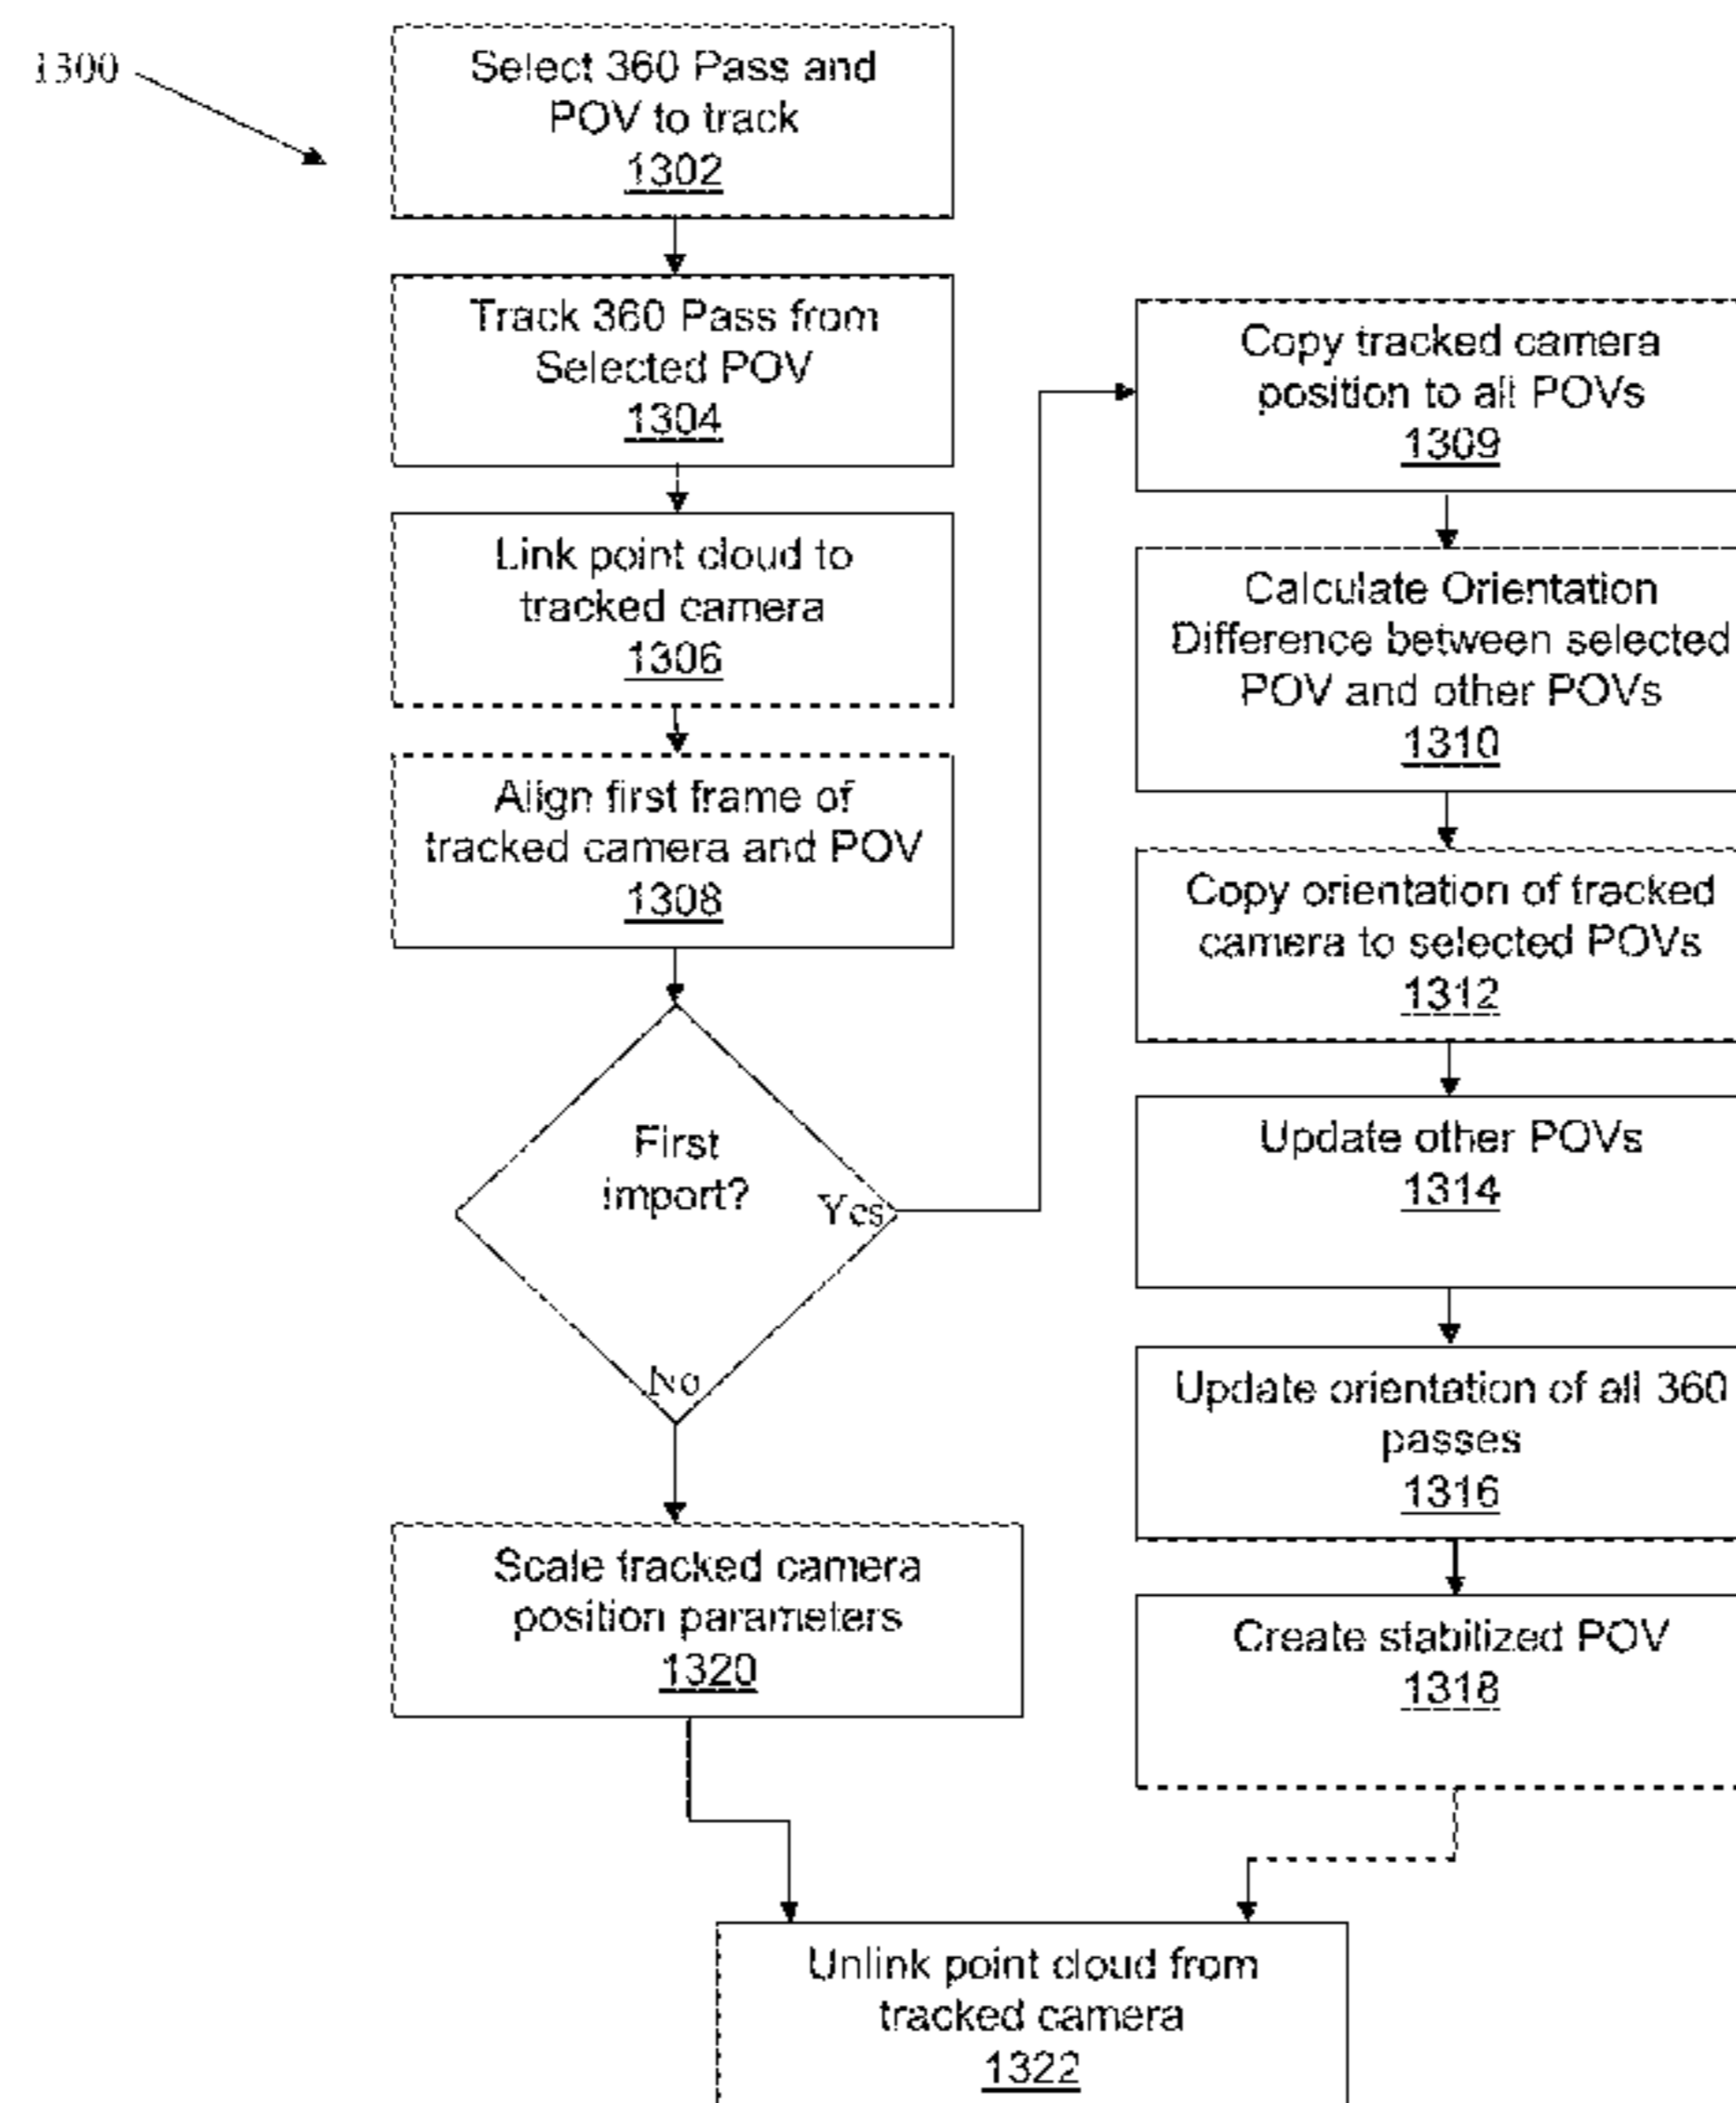 1300
Select 360 Pass and
POV to track
1302
Track 360 Pass from
Selected POV
1304
Link point cloud to
tracked camera
1306
Align first frame of
tracked camera and POV
1308
First
import?
Yes
No
Scale tracked camera
position parameters
1320
Copy tracked camera
position to all POVs
1309
Calculate Orientation
Difference between selected
POV and other POVs
1310
Copy orientation of tracked
camera to selected POVs
1312
Update other POVs
1314
Update orientation of all 360
passes
1316
Create stabilized POV
1318
Unlink point cloud from
tracked camera
1322